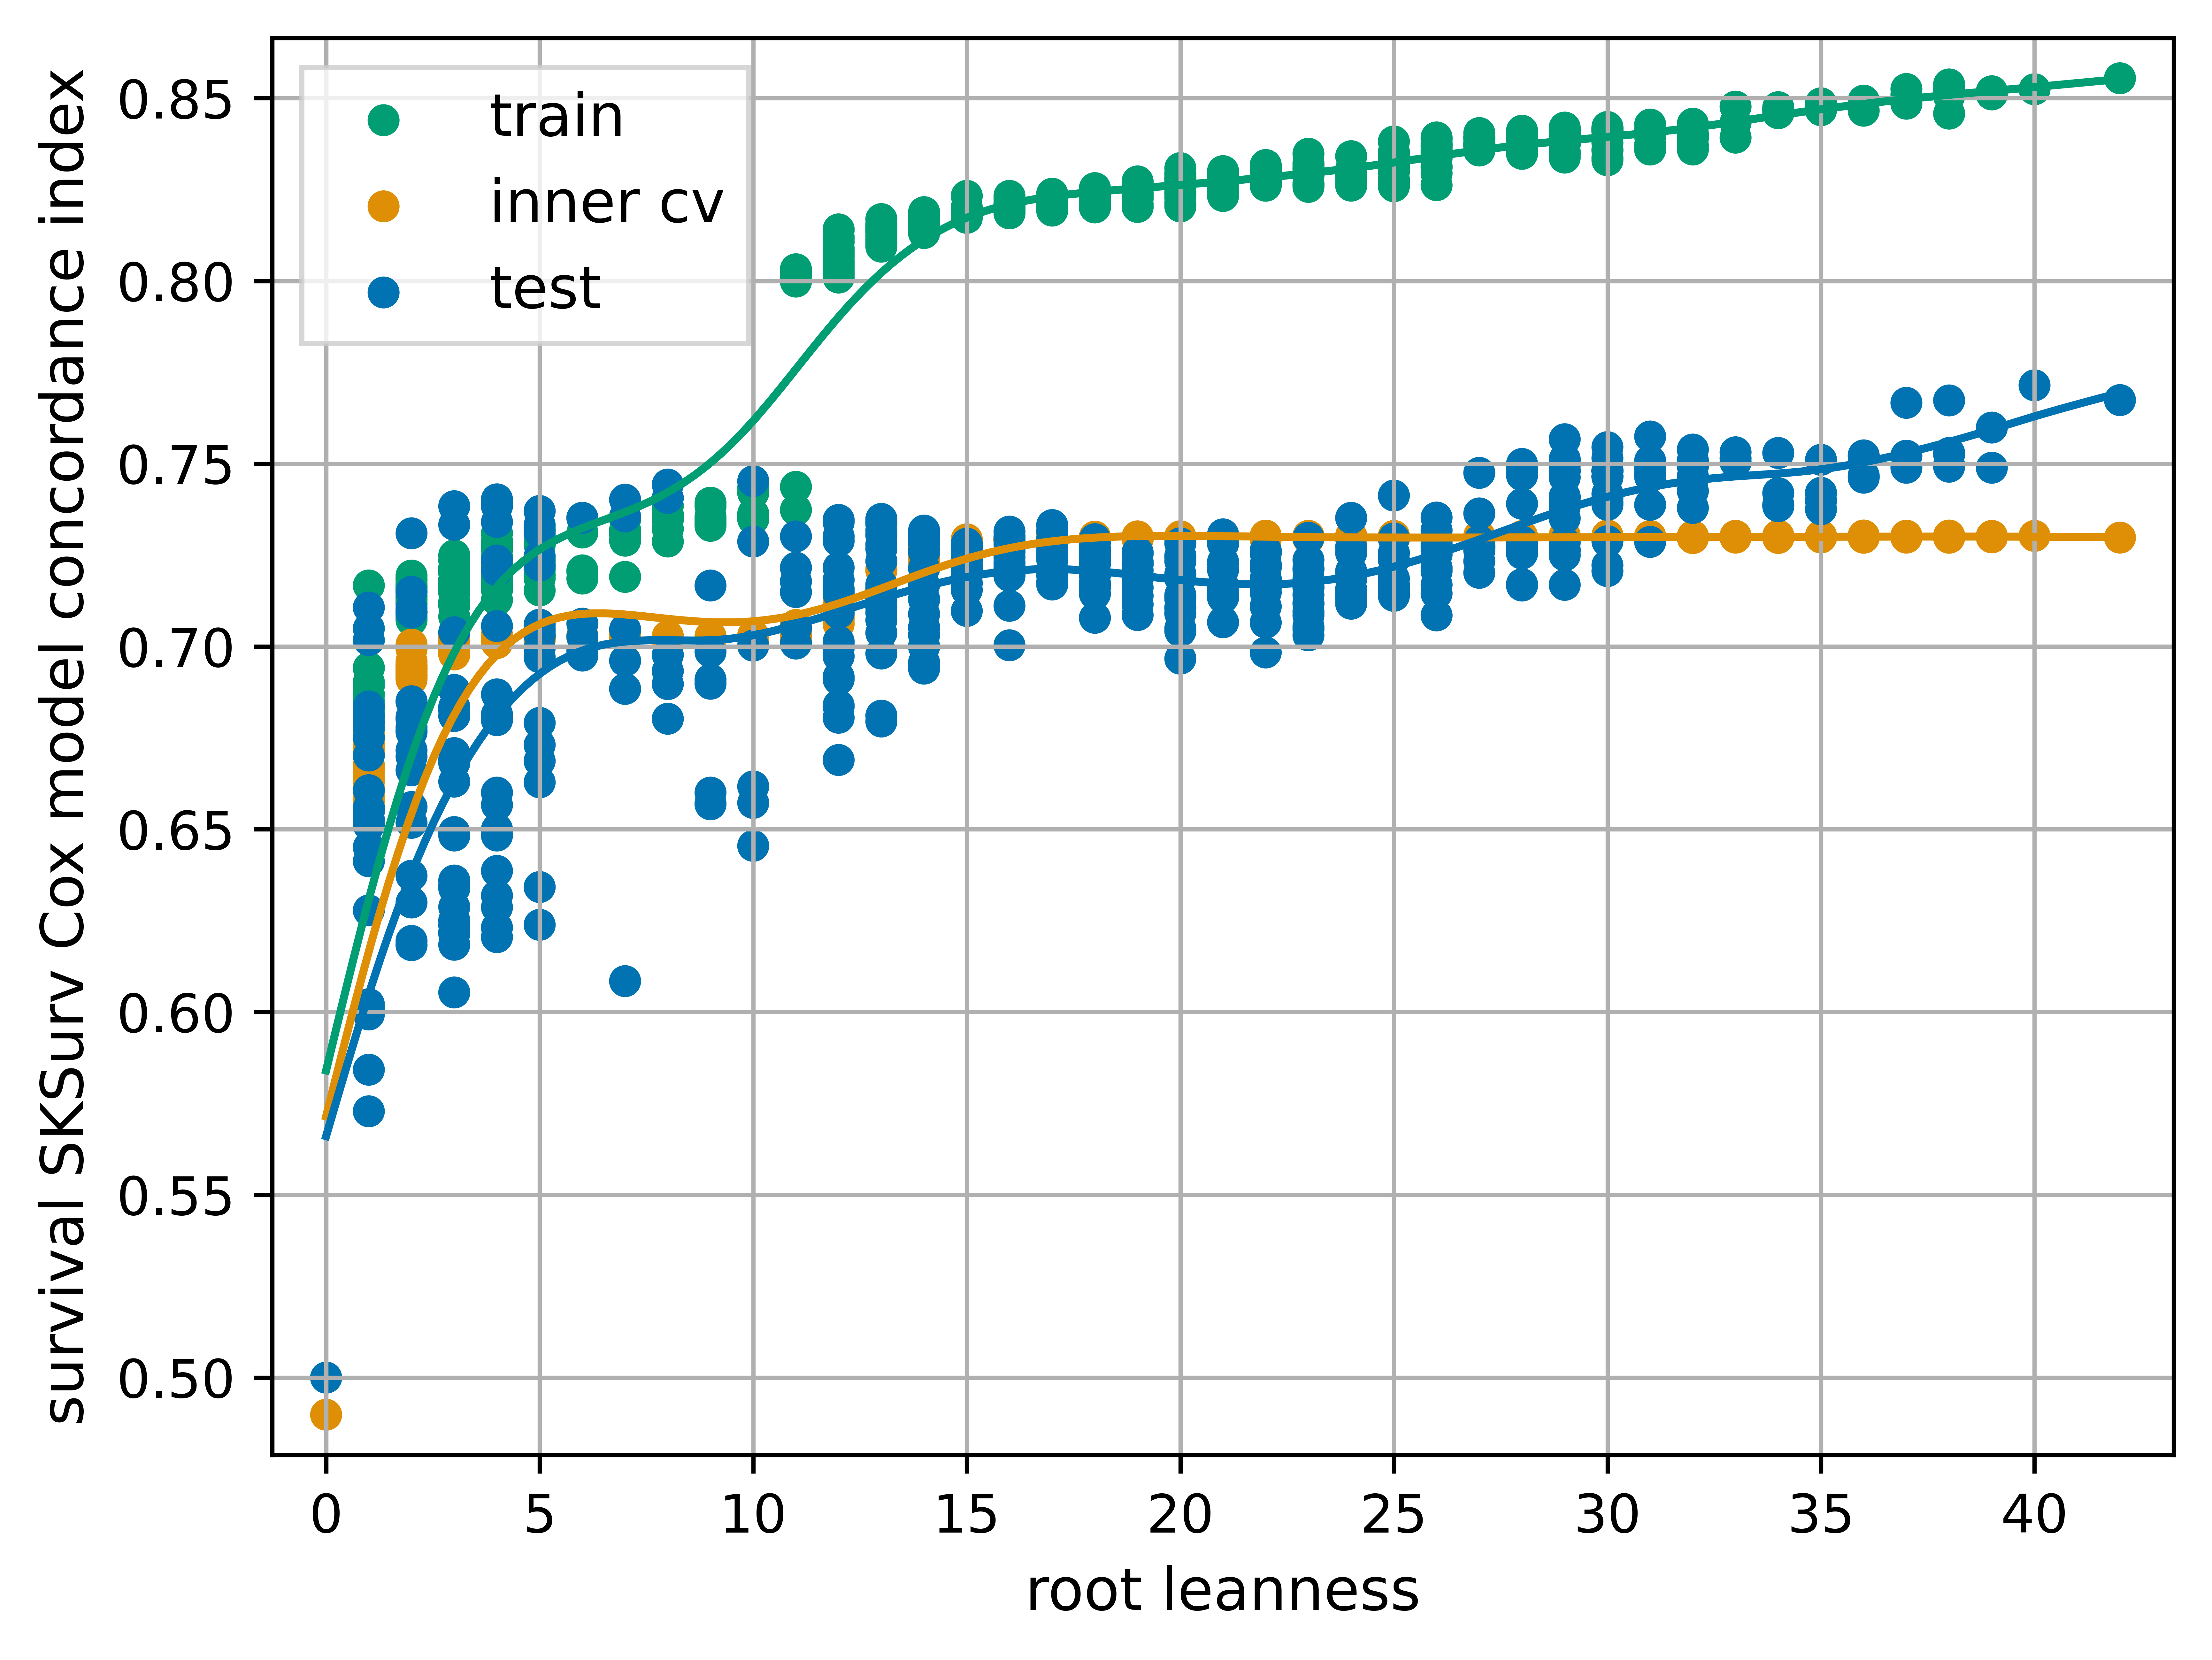 survival SKSurv Cox model concordance index
0.85
0.80
0.75
0.70
0.65
0.60
0.55
0.50
train
inner cv
test
0 5 10 15 20 25 30 35 40
root leanness